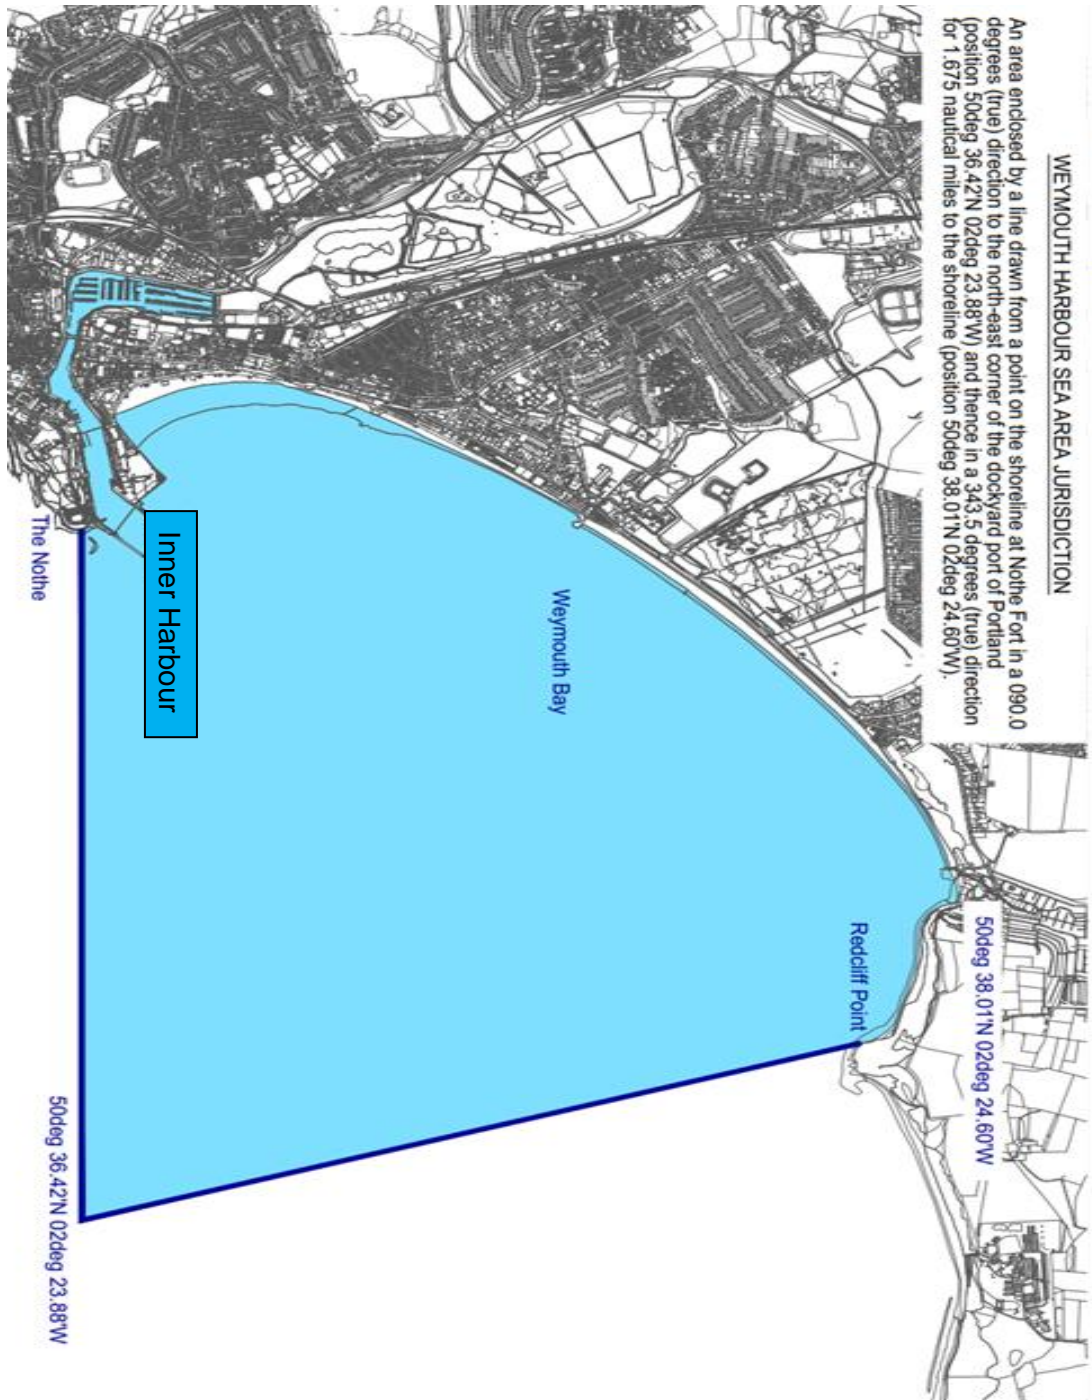 WEYMOUTH HARBOUR SEA AREA JURISDICTION
An area enclosed by a line drawn from a point on the shoreline at Nothe Fort in a 090.0
degrees (true) direction to the north-east corner of the dockyard port of Portland
(position 50deg 36.42'N 02deg 23.88'W) and thence in a 343.5 degrees (true) direction
for 1.675 nautical miles to the shoreline (position 50deg 38.01'N 02deg 24.60'W).
50deg 38.01'N 02deg 24.60'W
Redcliff Point
Weymouth Bay
Inner Harbour
The Nothe
50deg 36.42'N 02deg 23.88'W